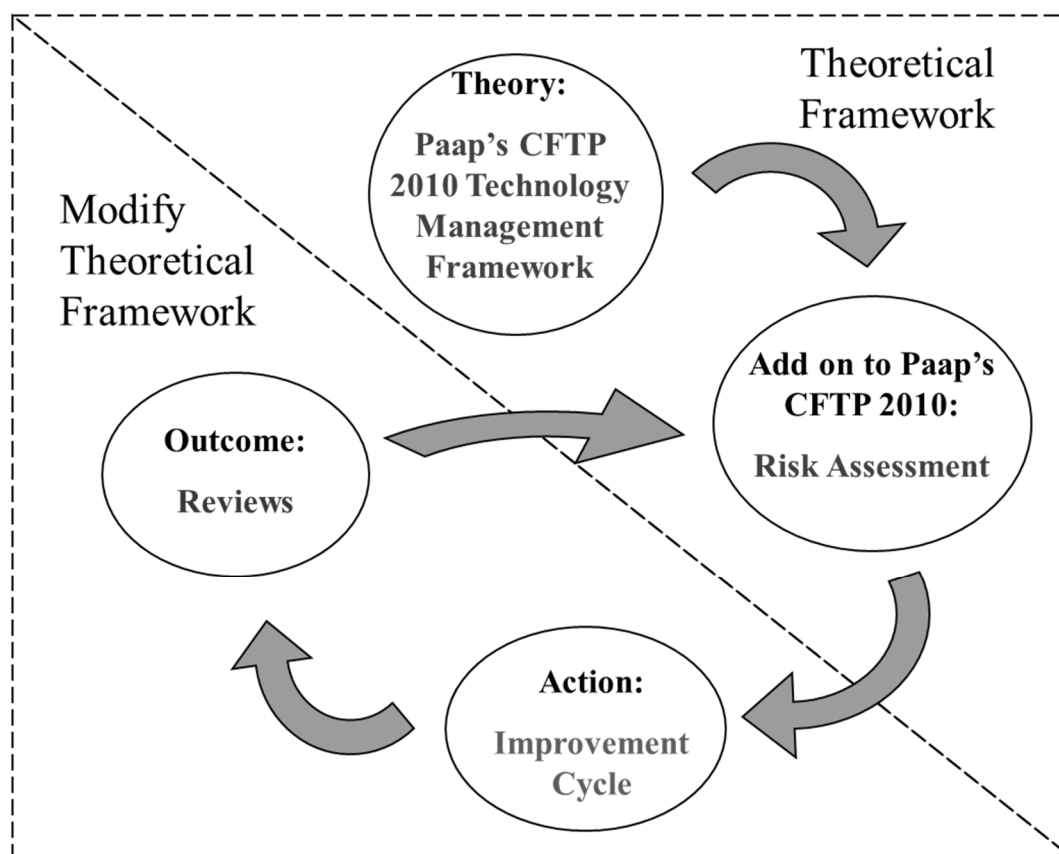 Theoretical
Framework
Theory:
Paap’s CFTP
2010 Technology
Management
Framework
Modify
Theoretical
Framework
Add on to Paap’s
CFTP 2010:
Risk Assessment
Outcome:
Reviews
Action:
Improvement
Cycle